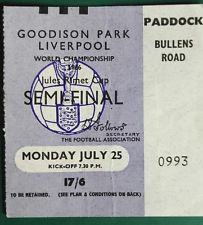 GOODISON PARK
LIVERPOOL
WORLD CHAMPIONSHIP
1966
Jules Rimet Cup
SEMI-FINAL
SECRETARY
THE FOOTBALL ASSOCIATION
MONDAY JULY 25
KICK-OFF 7.30 P.M.
17/6
TO BE RETAINED. (SEE PLAN & CONDITIONS ON BACK)
PADDOCK
BULLENS
ROAD
0993